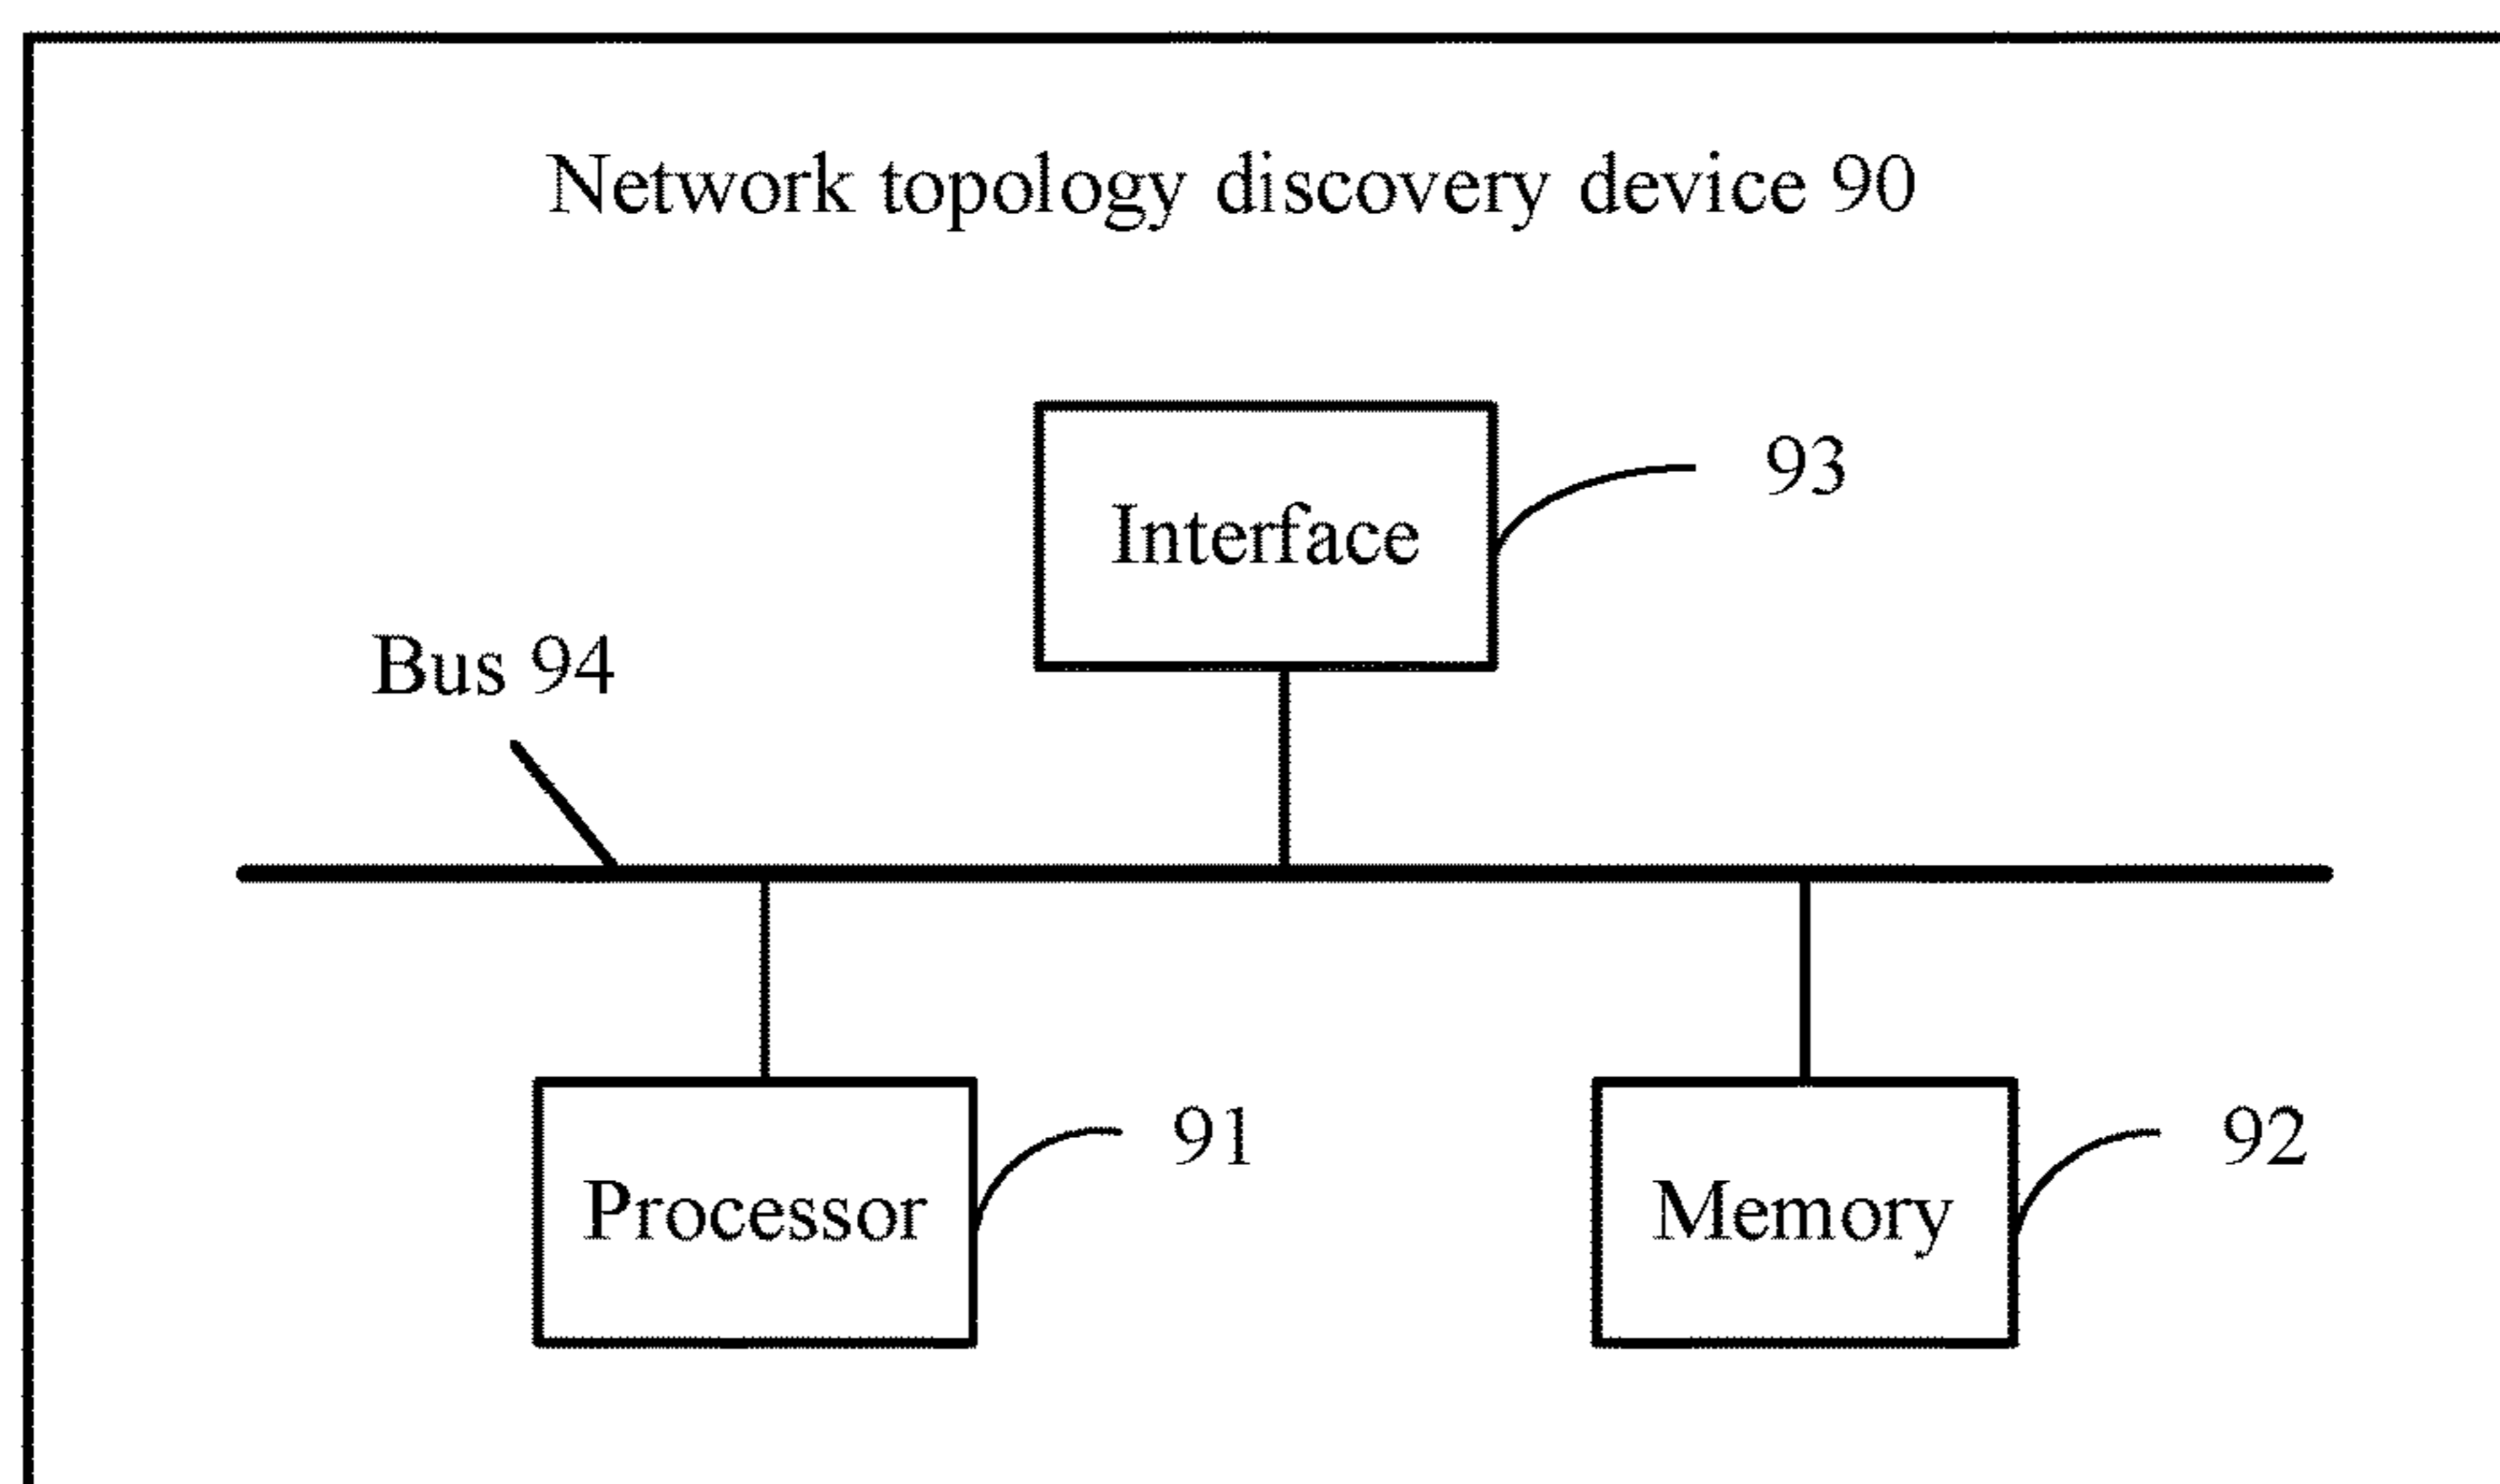 Network topology discovery device 90
93
Interface
Bus 94
91
92
Processor
Memory